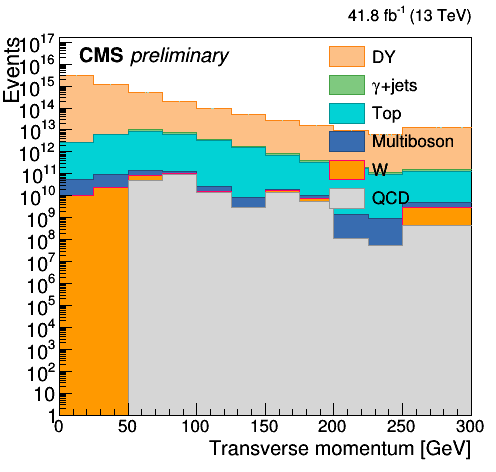 41.8 fb⁻¹ (13 TeV)
Events
CMS preliminary
DY
γ+jets
Top
Multiboson
W
QCD
10¹⁷
10¹⁶
10¹⁵
10¹⁴
10¹³
10¹²
10¹¹
10¹⁰
10⁹
10⁸
10⁷
10⁶
10⁵
10⁴
10³
10²
10
1
0 50 100 150 200 250 300
Transverse momentum [GeV]